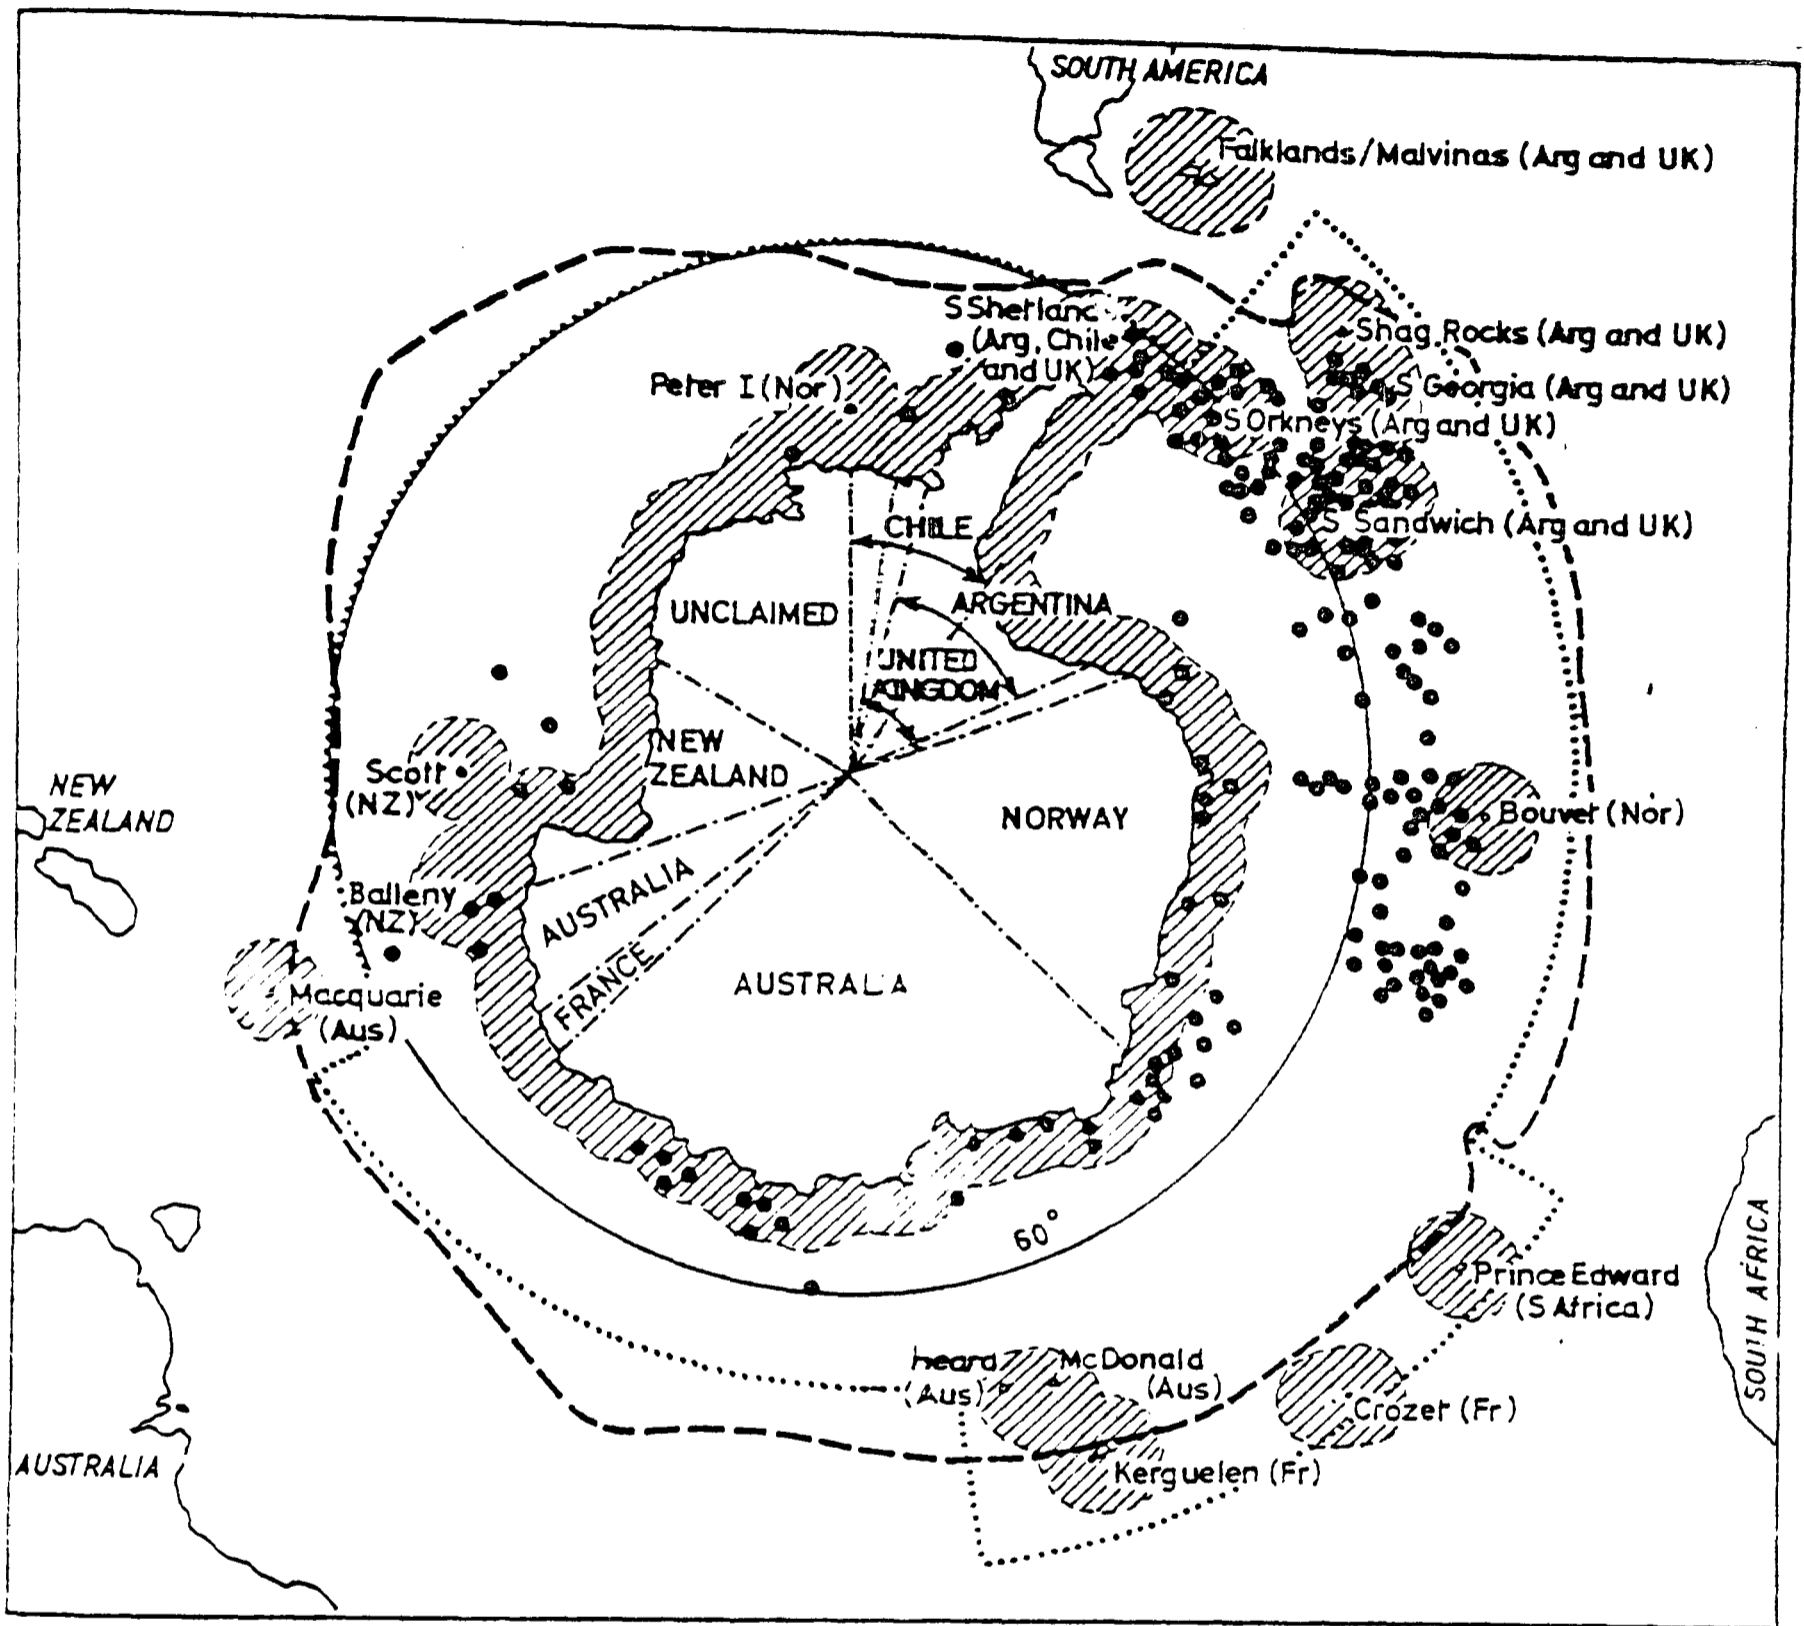 SOUTH AMERICA
Falklands/Malvinas (Arg and UK)
S Shetland
(Arg, Chile
and UK)
Shag Rocks (Arg and UK)
Peter I (Nor)
S Georgia (Arg and UK)
S Orkneys (Arg and UK)
S Sandwich (Arg and UK)
CHILE
UNCLAIMED
ARGENTINA
UNITED
KINGDOM
NEW
ZEALAND
Scott
(NZ)
NEW
ZEALAND
NORWAY
Bouvet (Nor)
Balleny
(NZ)
AUSTRALIA
FRANCE
AUSTRALIA
Macquarie
(Aus)
60°
Prince Edward
(S Africa)
SOUTH AFRICA
heard
(Aus)
McDonald
(Aus)
Crozet (Fr)
Kerguelen (Fr)
AUSTRALIA